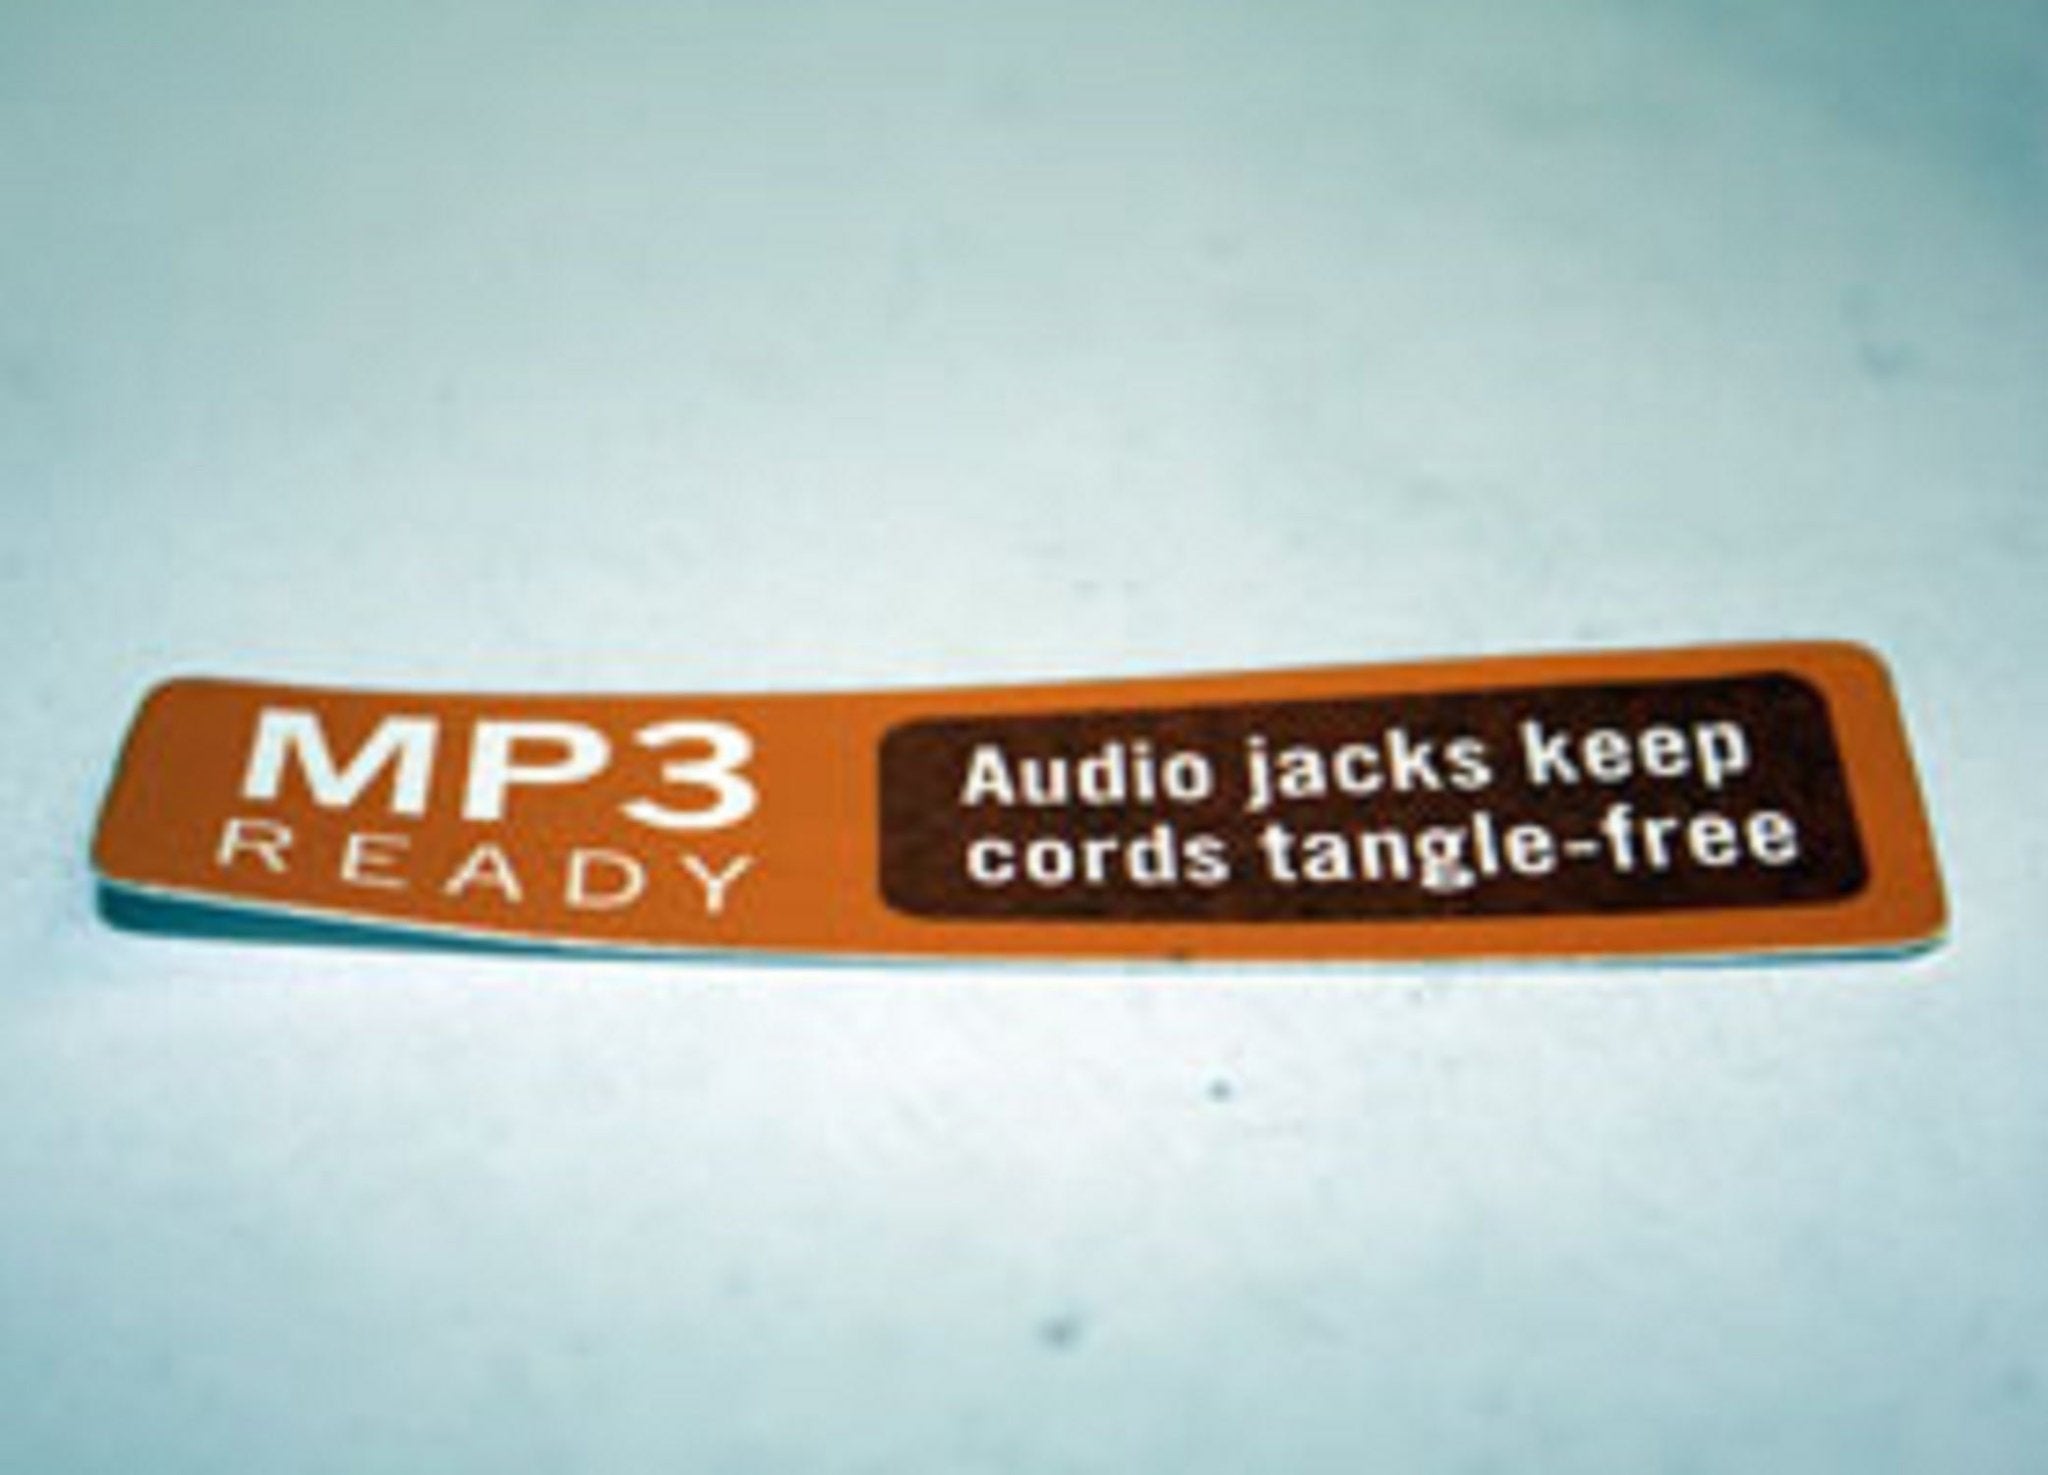 MP3
READY
Audio jacks keep
cords tangle-free